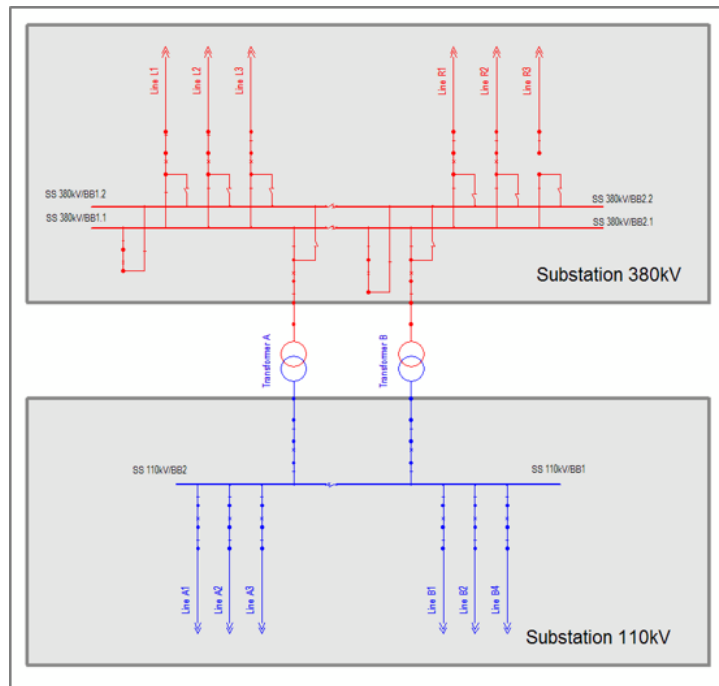 Line L1
Line L2
Line L3
Line R1
Line R2
Line R3
SS 380kV/BB1.2
SS 380kV/BB2.2
SS 380kV/BB1.1
SS 380kV/BB2.1
Substation 380kV
Transformer A
Transformer B
SS 110kV/BB2
SS 110kV/BB1
Line A1
Line A2
Line A3
Line B1
Line B2
Line B4
Substation 110kV